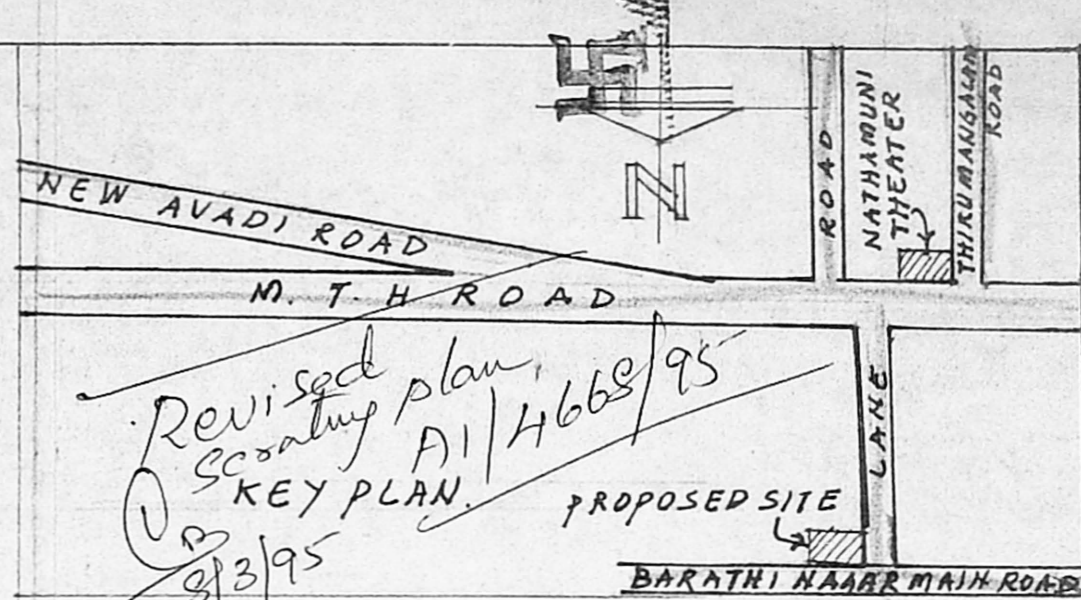 N
ROAD
NATHAMUNI
THEATER
THIRUMANGALAM
ROAD
NEW AVADI ROAD
M. T. H ROAD
Revised
scrutiny plan,
A1/4668/95
KEY PLAN.
8/3/95
LANE
PROPOSED SITE
BARATHI NAGAR MAIN ROAD